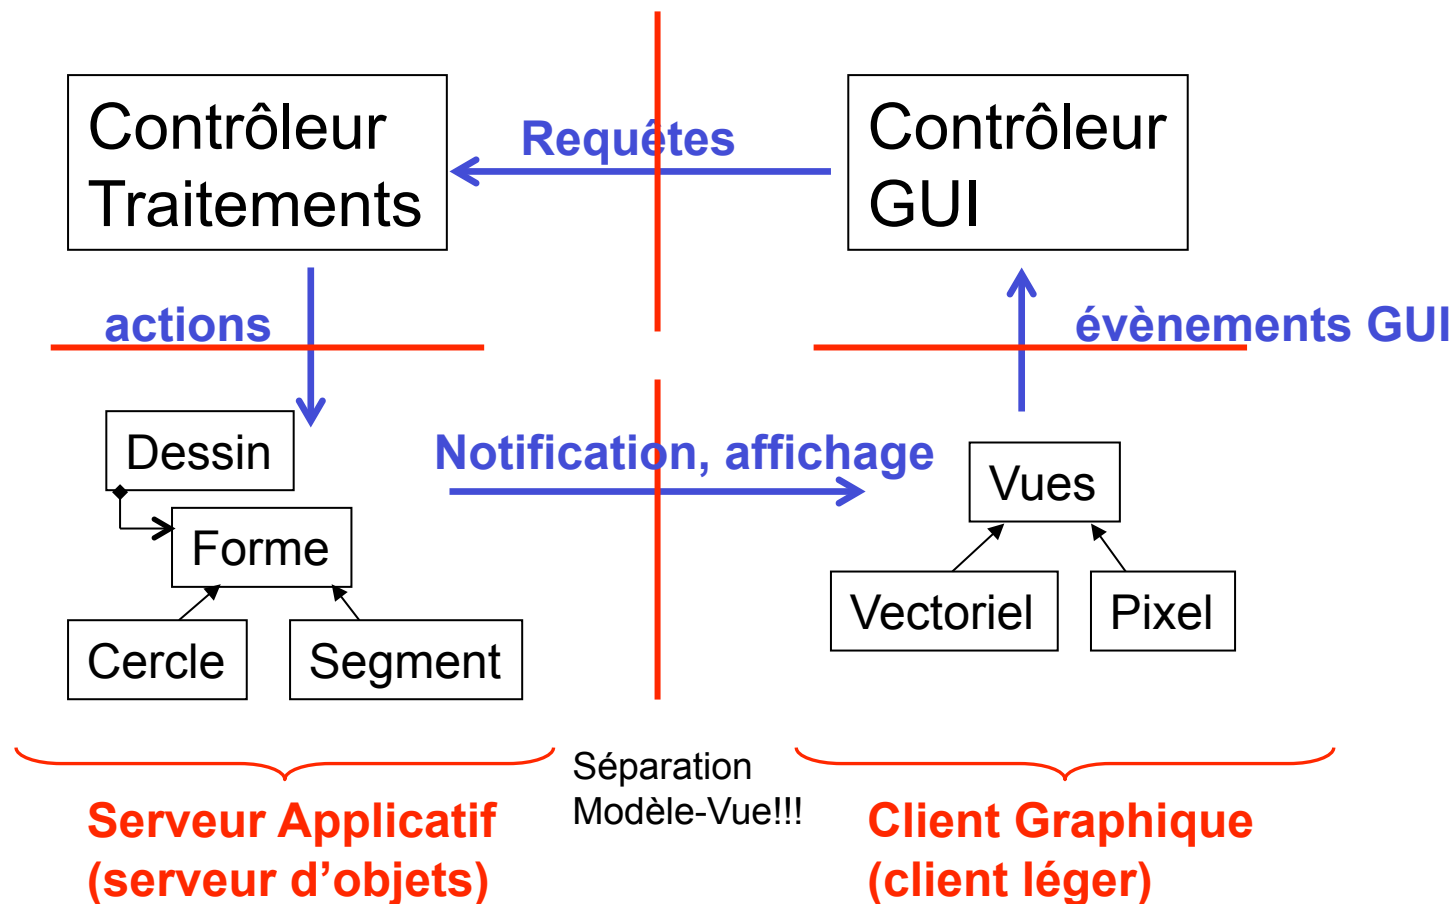 Contrôleur
Traitements
Requêtes
Contrôleur
GUI
actions
évènements GUI
Dessin
Notification, affichage
Vues
Forme
Vectoriel
Pixel
Cercle
Segment
Séparation
Modèle-Vue!!!
Serveur Applicatif
(serveur d’objets)
Client Graphique
(client léger)